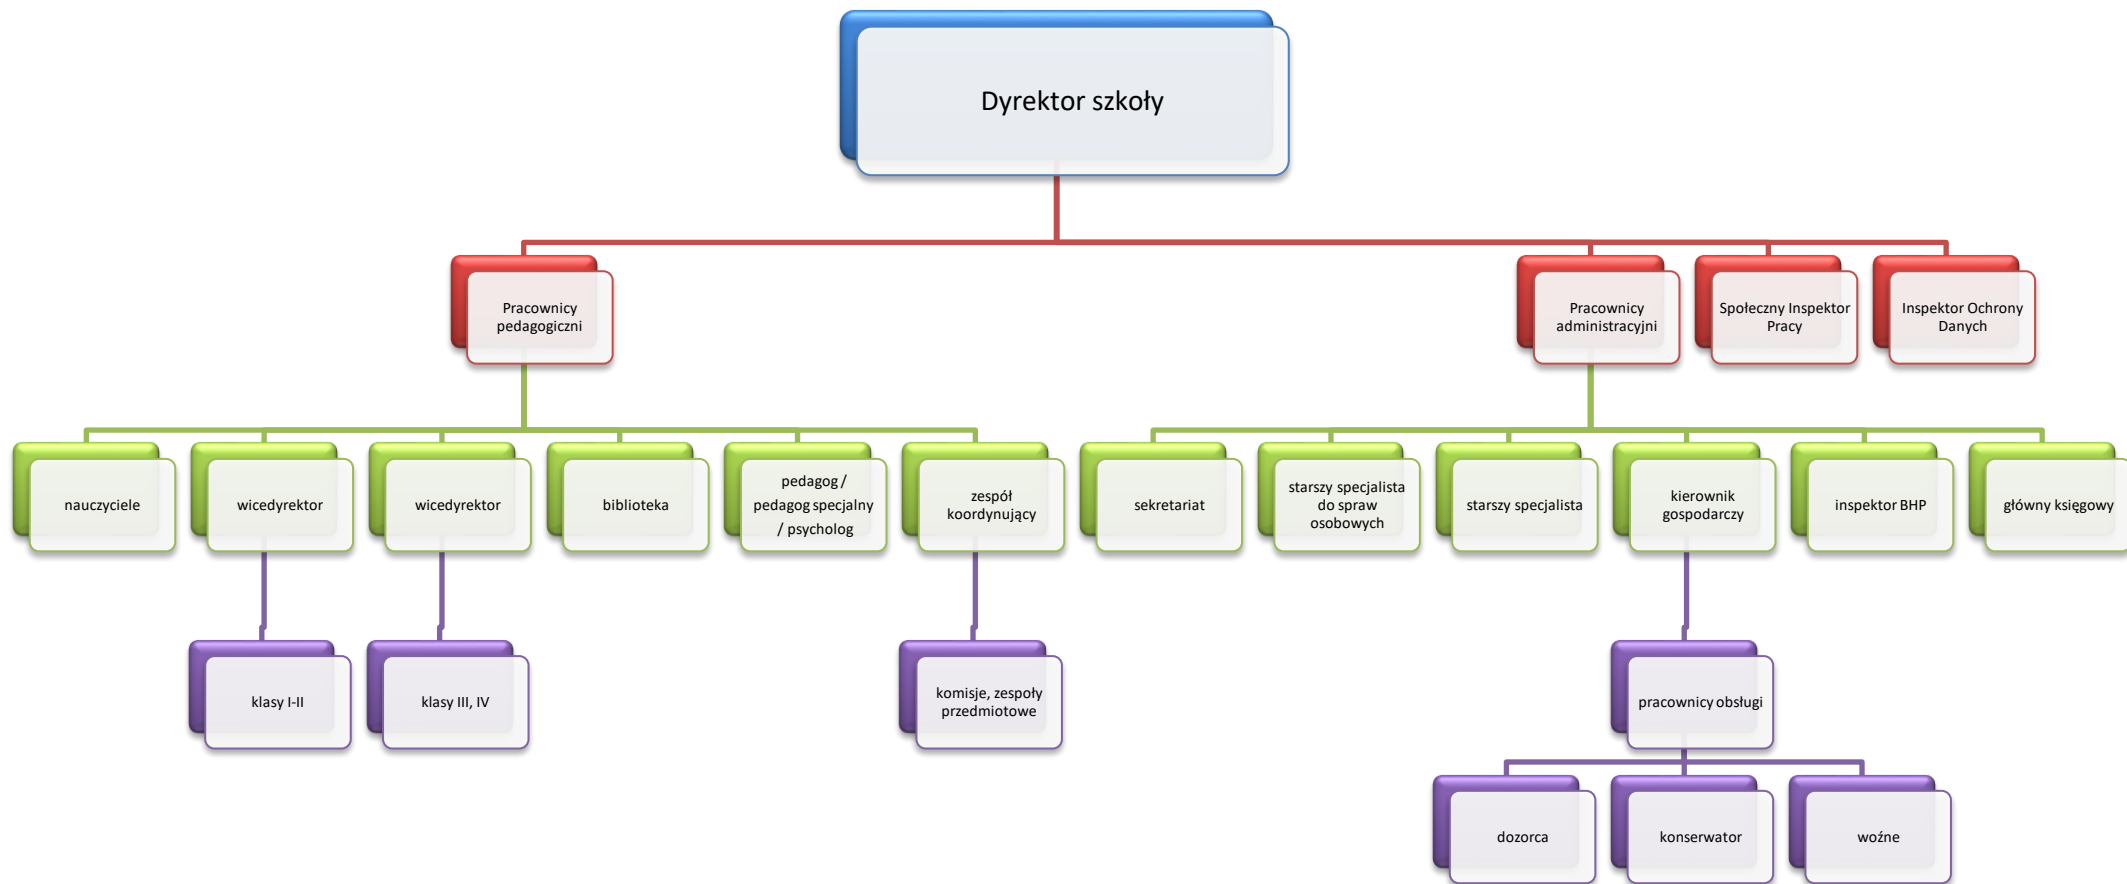 Dyrektor szkoły
Pracownicy
pedagogiczni
Pracownicy
administracyjni
Społeczny Inspektor
Pracy
Inspektor Ochrony
Danych
nauczyciele
wicedyrektor
wicedyrektor
biblioteka
pedagog /
pedagog specjalny
/ psycholog
zespół
koordynujący
sekretariat
starszy specjalista
do spraw
osobowych
starszy specjalista
kierownik
gospodarczy
inspektor BHP
główny księgowy
klasy I-II
klasy III, IV
komisje, zespoły
przedmiotowe
pracownicy obsługi
dozorca
konserwator
woźne